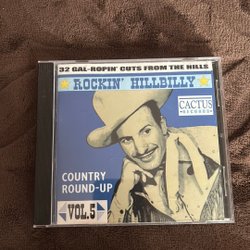 32 GAL-ROPIN' CUTS FROM THE HILLS
ROCKIN' HILLBILLY
CACTUS
RECORDS
COUNTRY
ROUND-UP
VOL.5